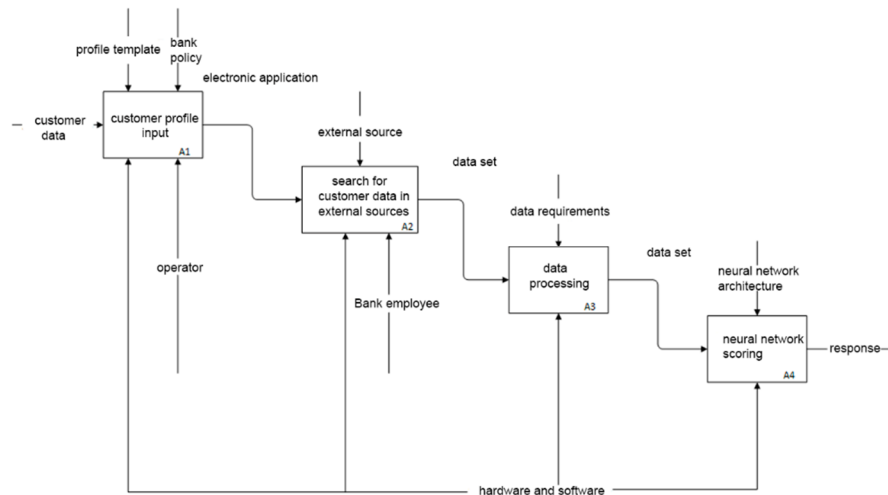 profile template
bank
policy
electronic application
customer
data
customer profile
input
A1
external source
data set
search for
customer data in
external sources
A2
data requirements
operator
data set
data
processing
A3
neural network
architecture
Bank employee
neural network
scoring
A4
response
hardware and software